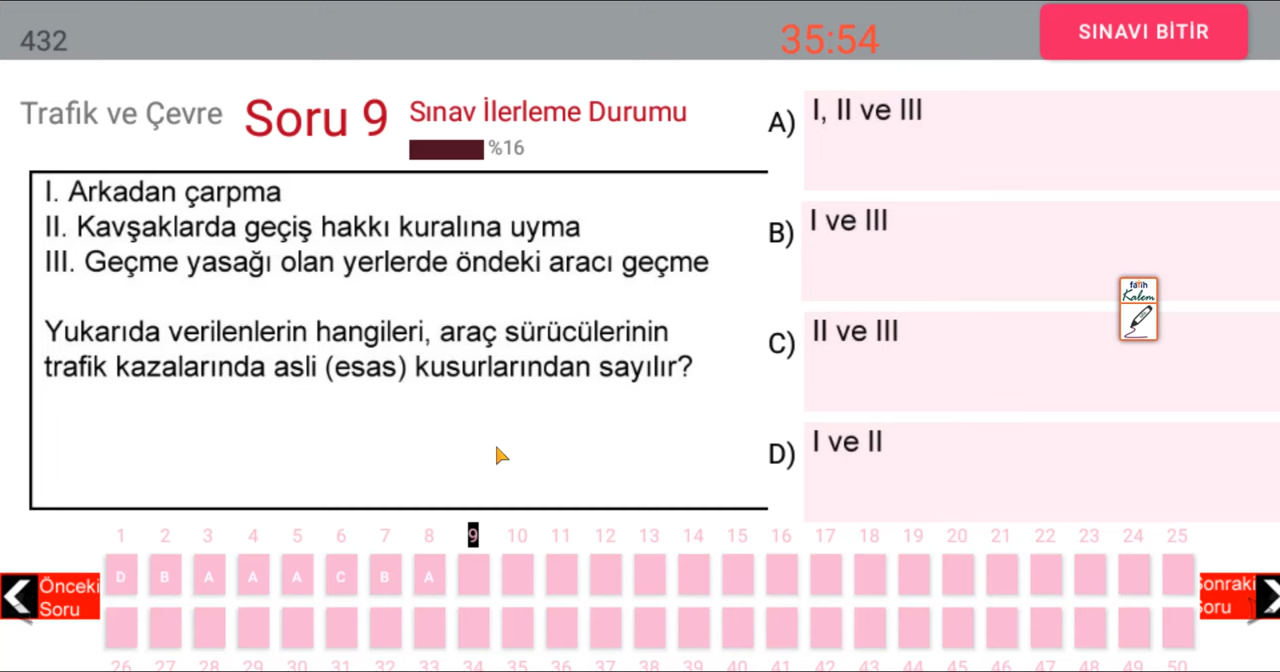 432
35:54
SINAVI BİTİR
Trafik ve Çevre
Soru 9
Sınav İlerleme Durumu
%16
I. Arkadan çarpma
II. Kavşaklarda geçiş hakkı kuralına uyma
III. Geçme yasağı olan yerlerde öndeki aracı geçme
Yukarıda verilenlerin hangileri, araç sürücülerinin
trafik kazalarında asli (esas) kusurlarından sayılır?
A) I, II ve III
B) I ve III
C) II ve III
D) I ve II
fatih
Kalem
1 2 3 4 5 6 7 8 9 10 11 12 13 14 15 16 17 18 19 20 21 22 23 24 25
D B A A A C B A
Önceki
Soru
Sonraki
Soru
26 27 28 29 30 31 32 33 34 35 36 37 38 39 40 41 42 43 44 45 46 47 48 49 50